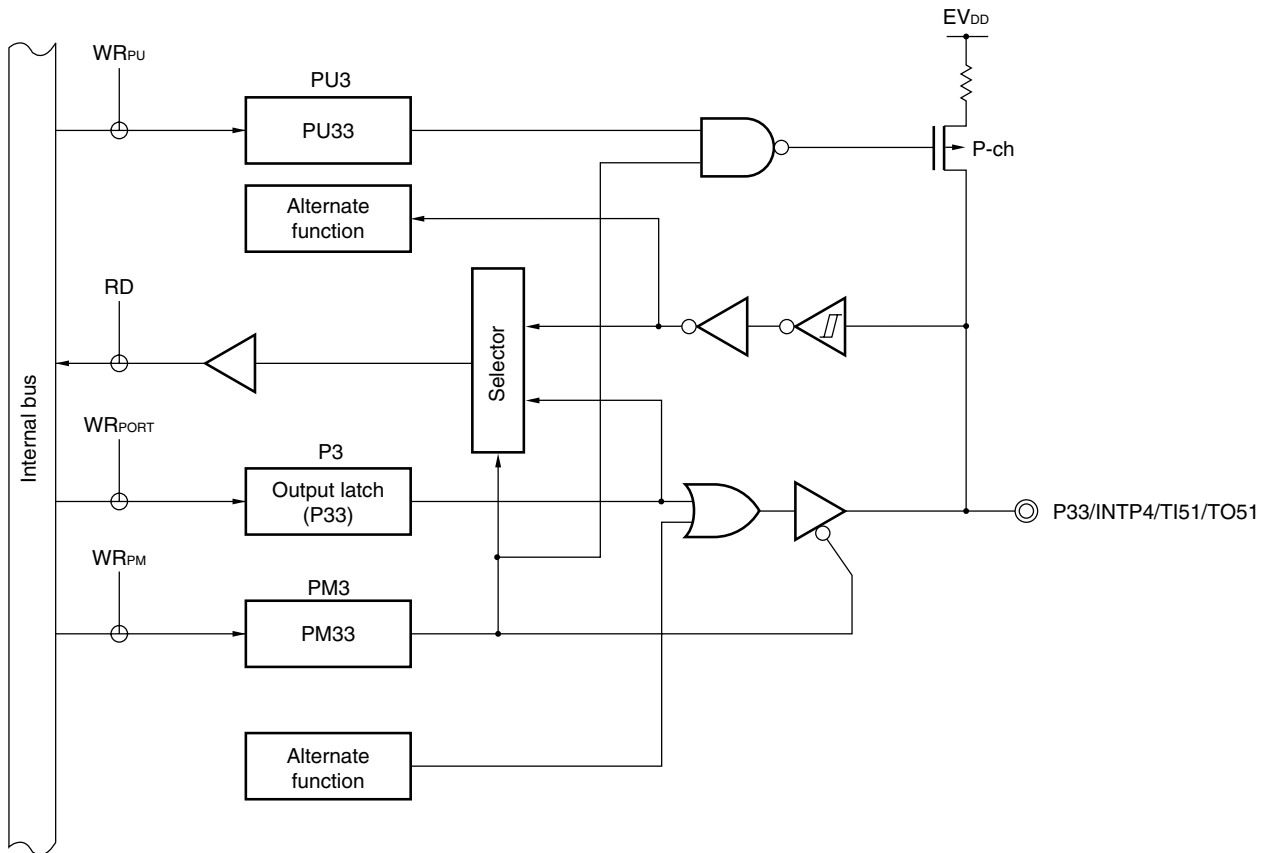 EVDD
WRPU
PU3
PU33
P-ch
Alternate
function
RD
Selector
Internal bus
WRPORT
P3
Output latch
(P33)
P33/INTP4/TI51/TO51
WRPM
PM3
PM33
Alternate
function